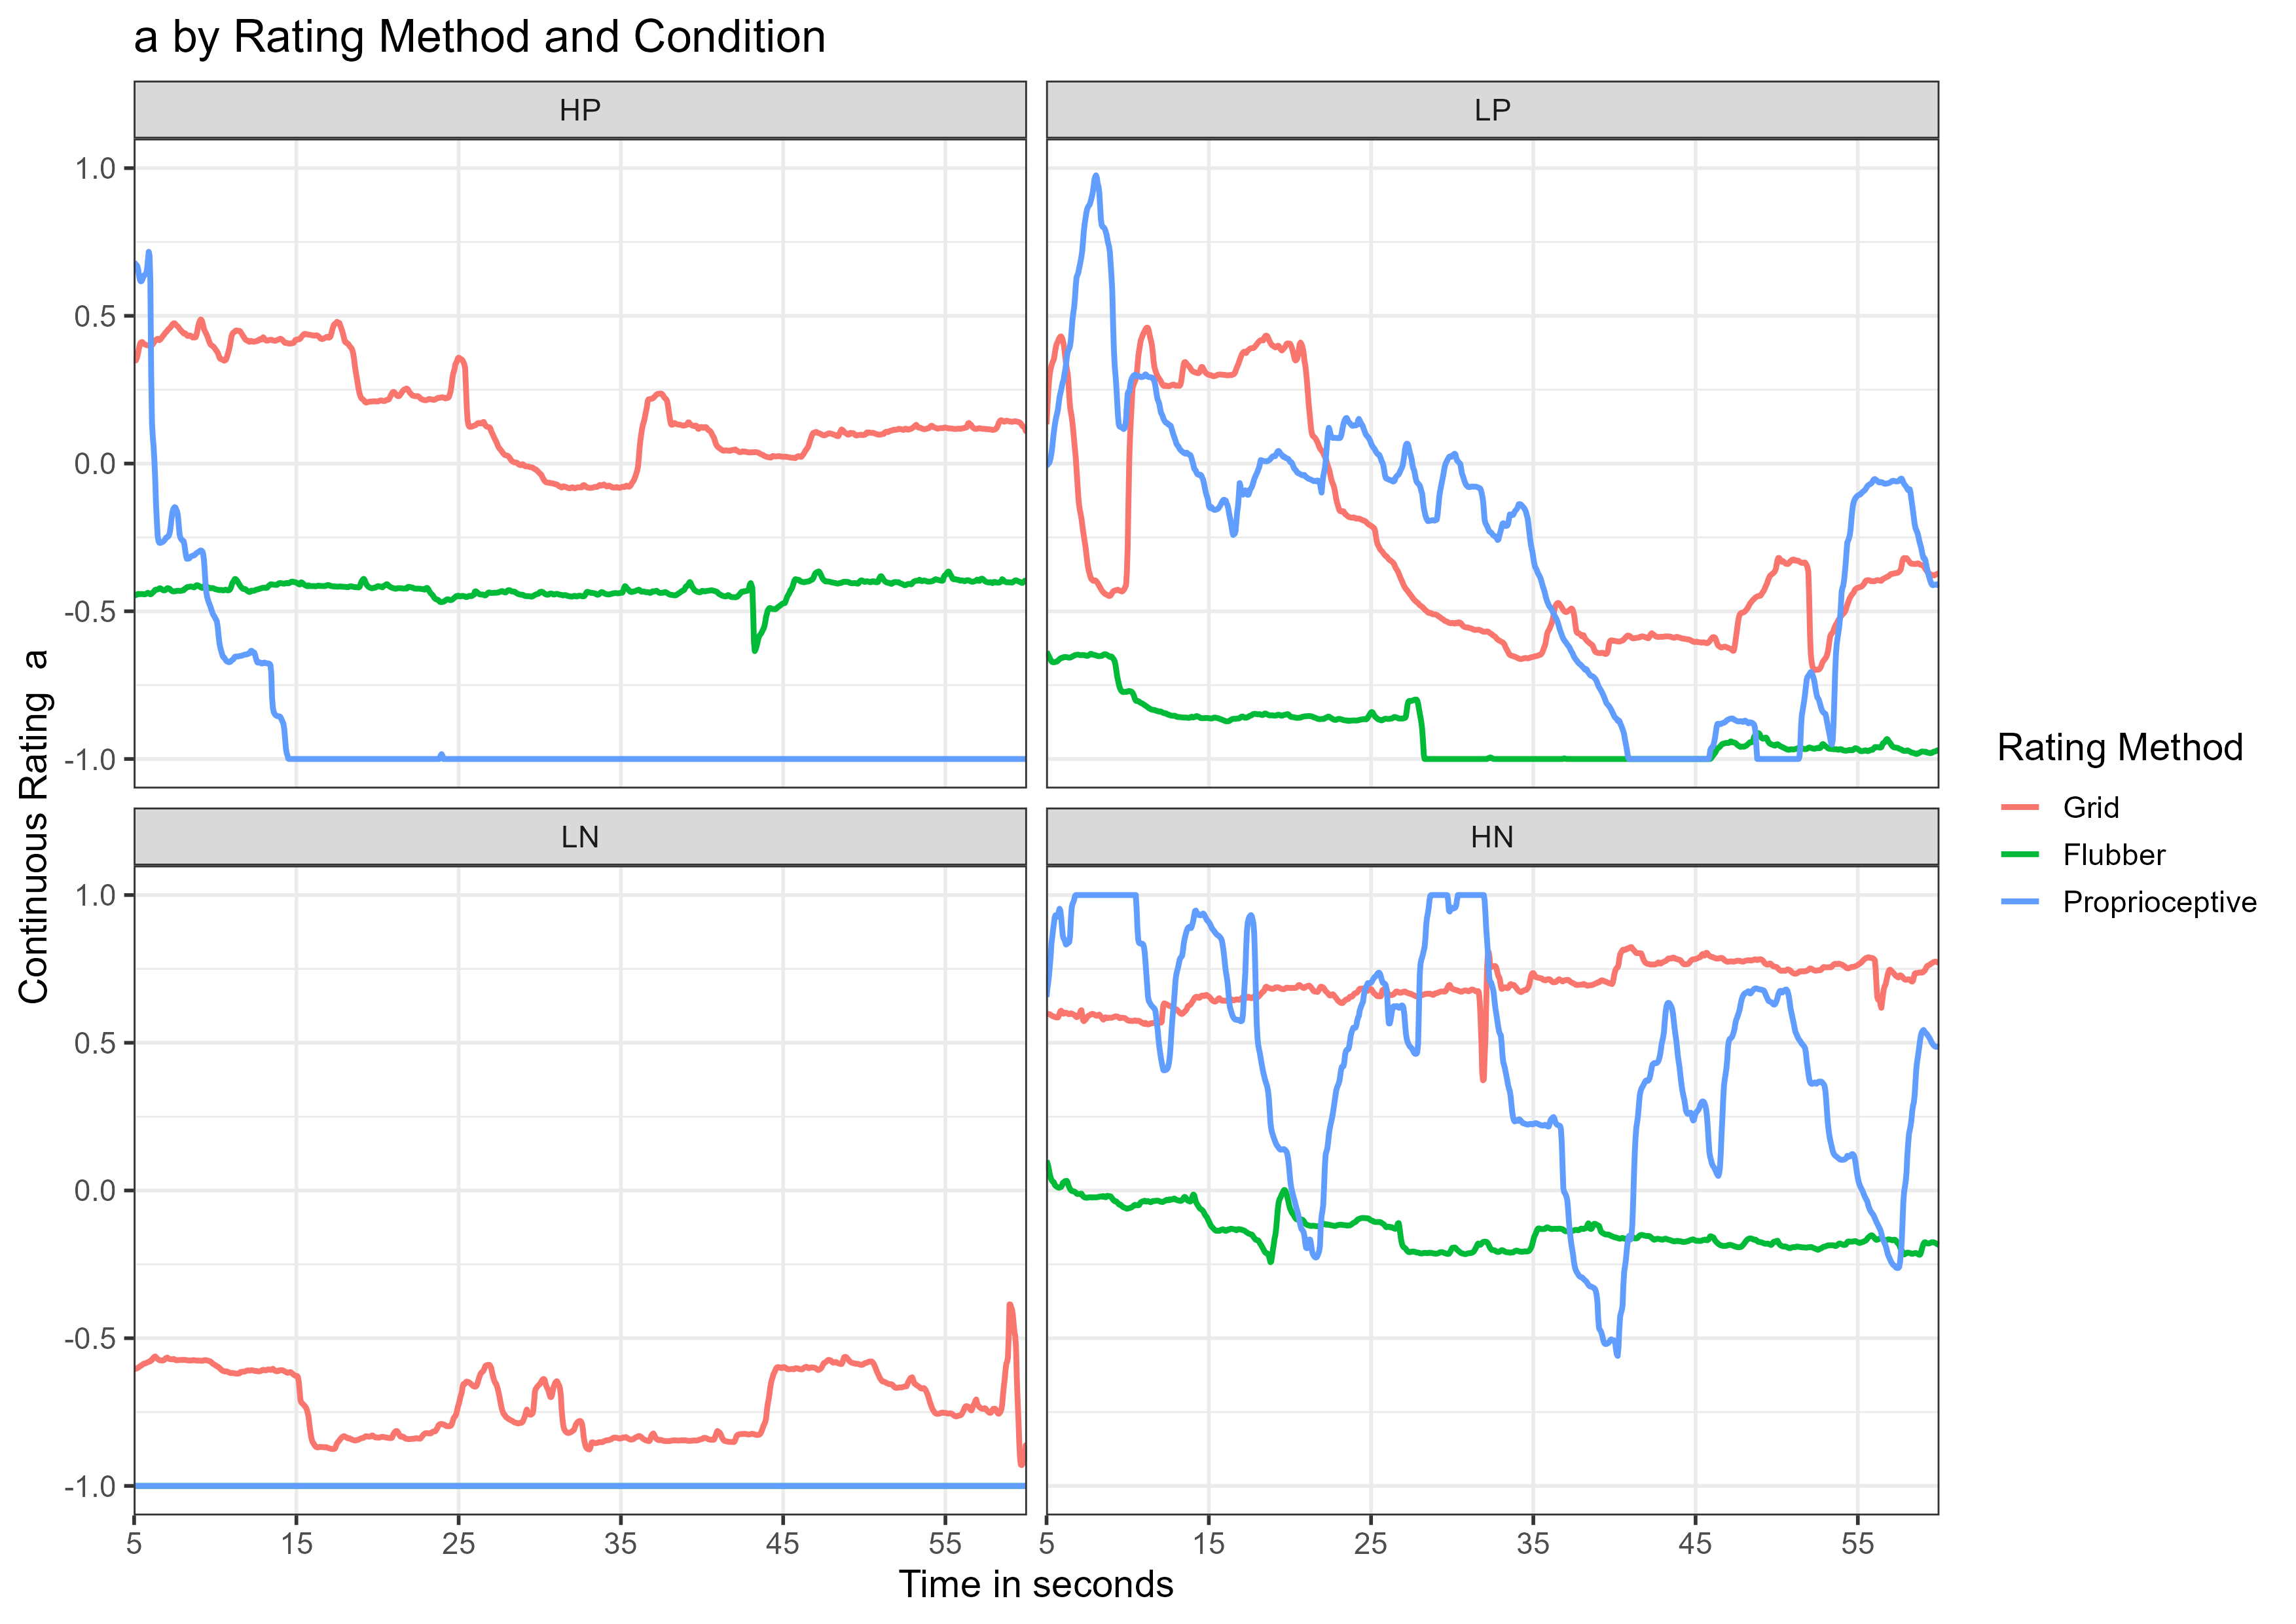 a by Rating Method and Condition
HP
LP
1.0
0.5
0.0
-0.5
-1.0
LN
HN
1.0
0.5
0.0
-0.5
-1.0
5 15 25 35 45 55
5 15 25 35 45 55
Time in seconds
Continuous Rating  a
Rating Method
Grid
Flubber
Proprioceptive